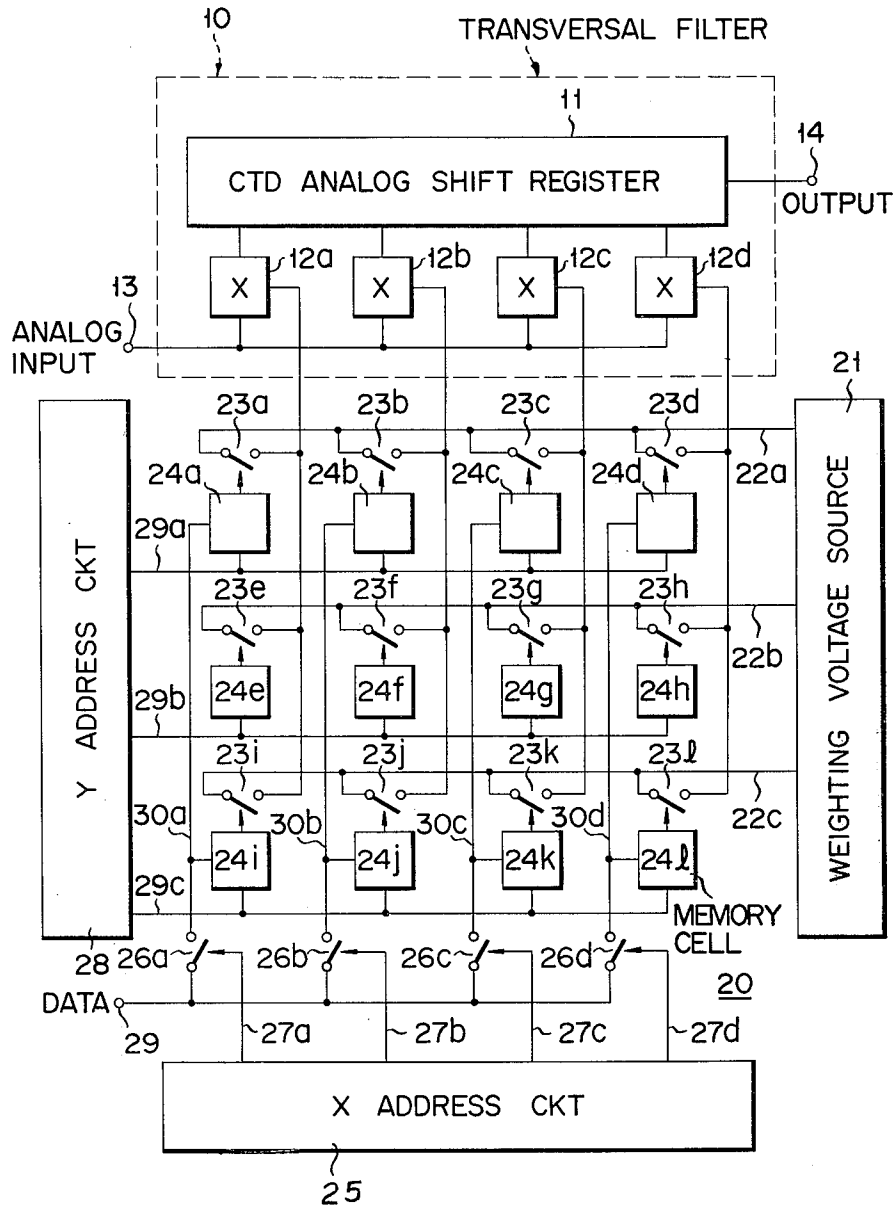 10
TRANSVERSAL FILTER
11
14
CTD ANALOG SHIFT REGISTER
OUTPUT
12a
12b
12c
12d
X
X
X
X
13
ANALOG
INPUT
21
23a
23b
23c
23d
24a
24b
24c
24d
22a
29a
23e
23f
23g
23h
22b
24e
24f
24g
24h
29b
Y ADDRESS CKT
WEIGHTING VOLTAGE SOURCE
23i
23j
23k
23l
30a
30b
30c
30d
22c
24i
24j
24k
24l
29c
MEMORY
CELL
28
26a
26b
26c
26d
20
DATA
29
27a
27b
27c
27d
X ADDRESS CKT
25